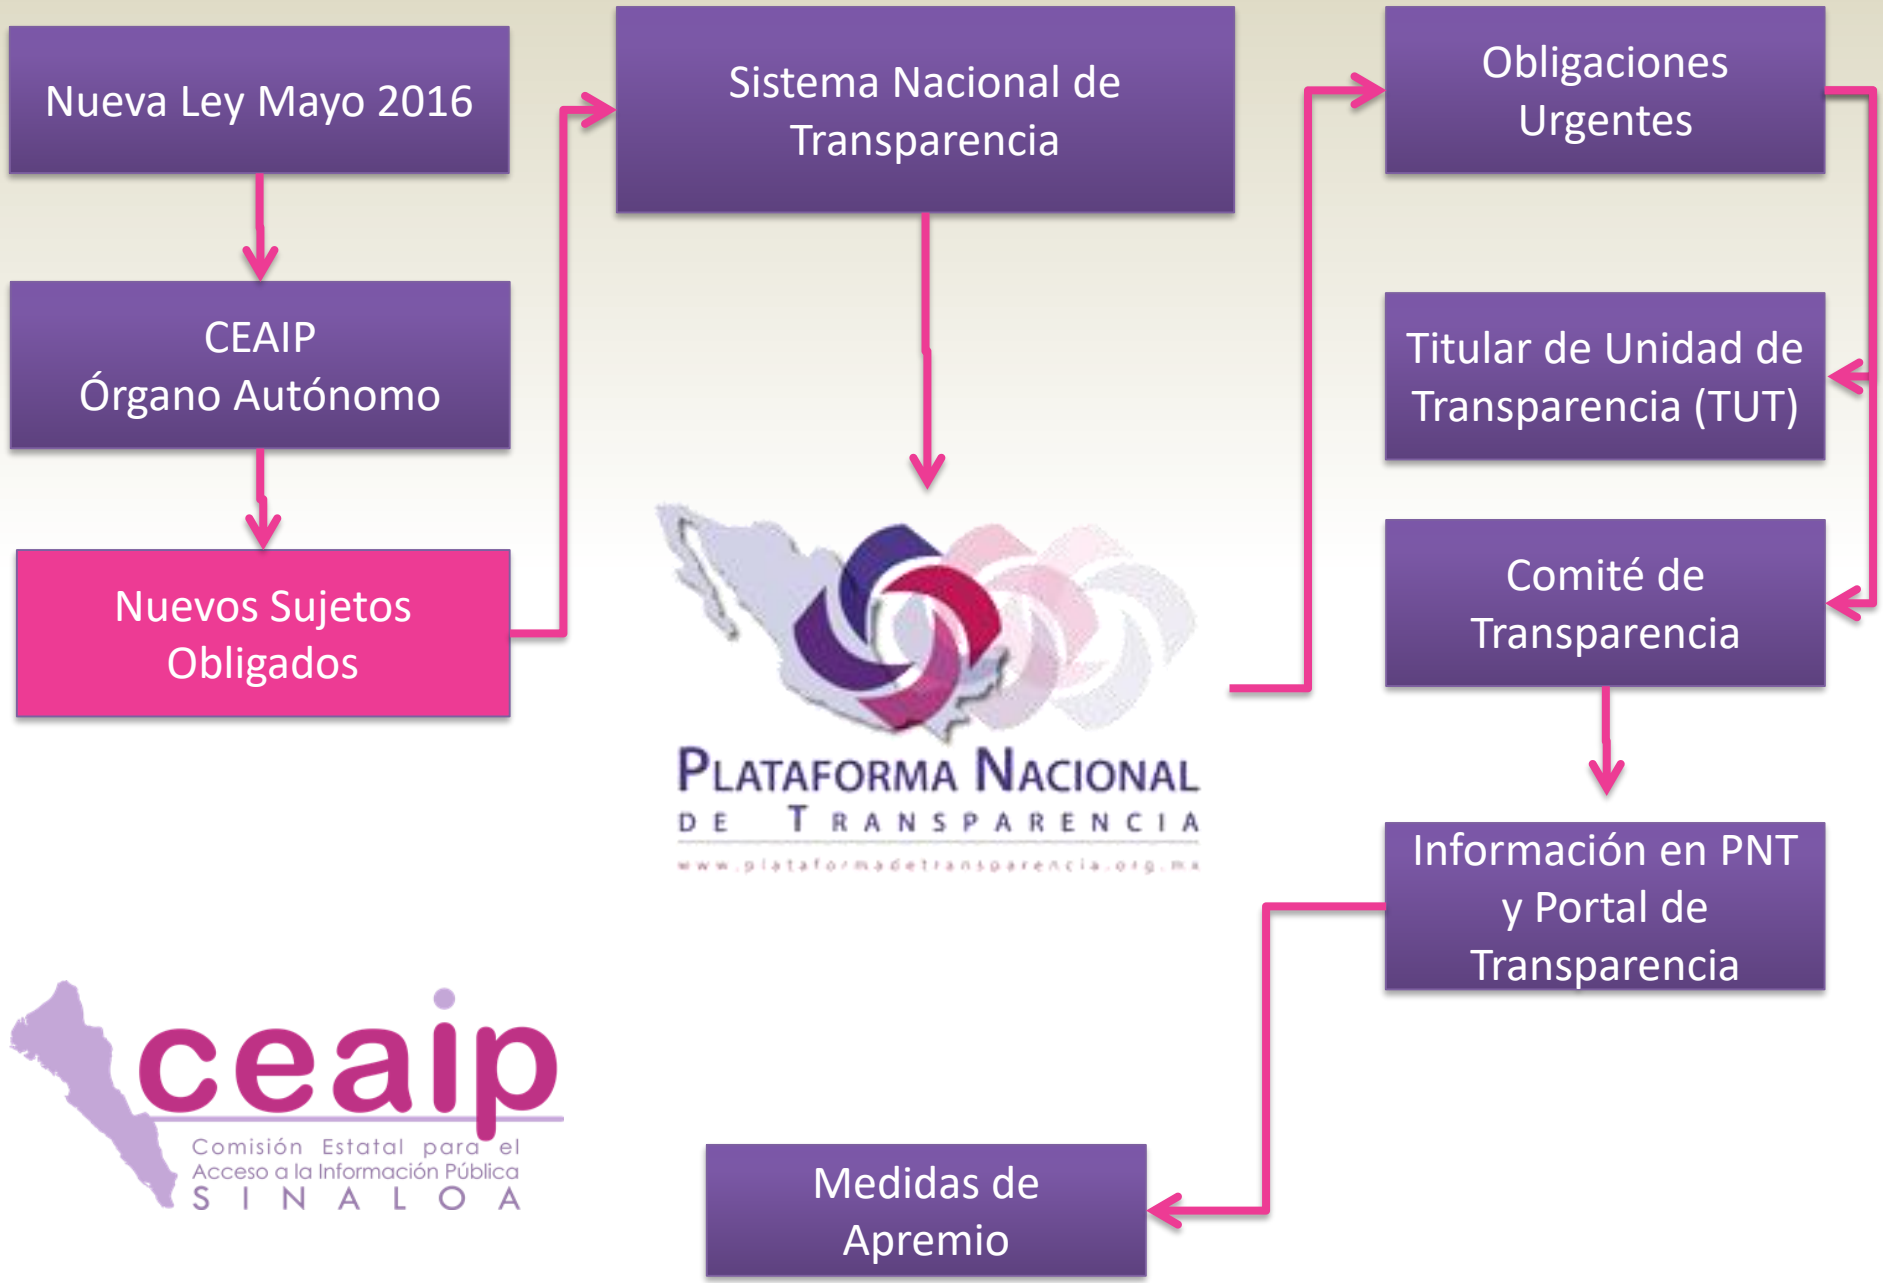 Nueva Ley Mayo 2016
CEAIP
Órgano Autónomo
Nuevos Sujetos
Obligados
Sistema Nacional de
Transparencia
PLATAFORMA NACIONAL
DE TRANSPARENCIA
www.plataformadetransparencia.org.mx
Obligaciones
Urgentes
Titular de Unidad de
Transparencia (TUT)
Comité de
Transparencia
Información en PNT
y Portal de
Transparencia
Medidas de
Apremio
ceaip
Comisión Estatal para el
Acceso a la Información Pública
SINALOA